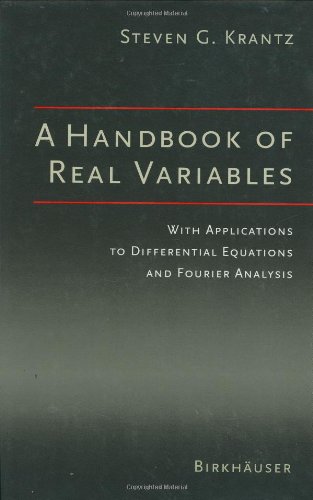 STEVEN G. KRANTZ
A HANDBOOK OF
REAL VARIABLES
WITH APPLICATIONS
TO DIFFERENTIAL EQUATIONS
AND FOURIER ANALYSIS
BIRKHÄUSER